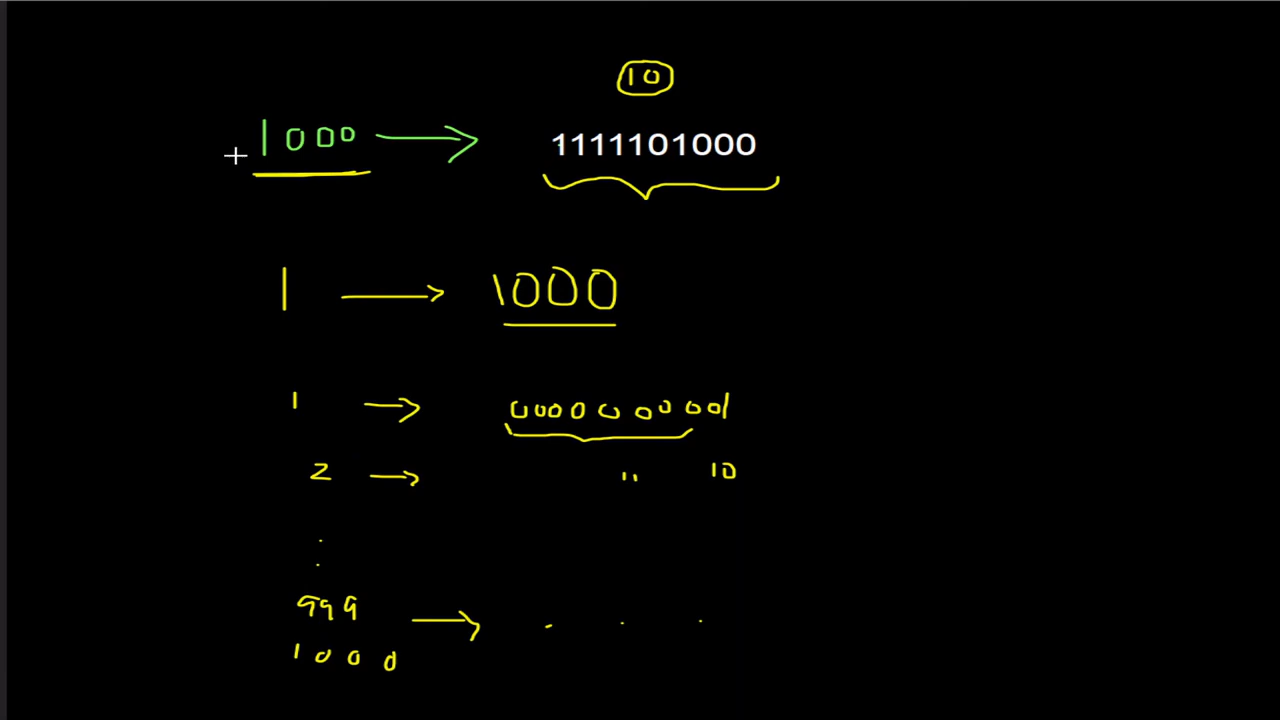 10
1000 → 1111101000
1 → 1000
1 → 0000000001
2 → " 10
:
999 → . . .
1000